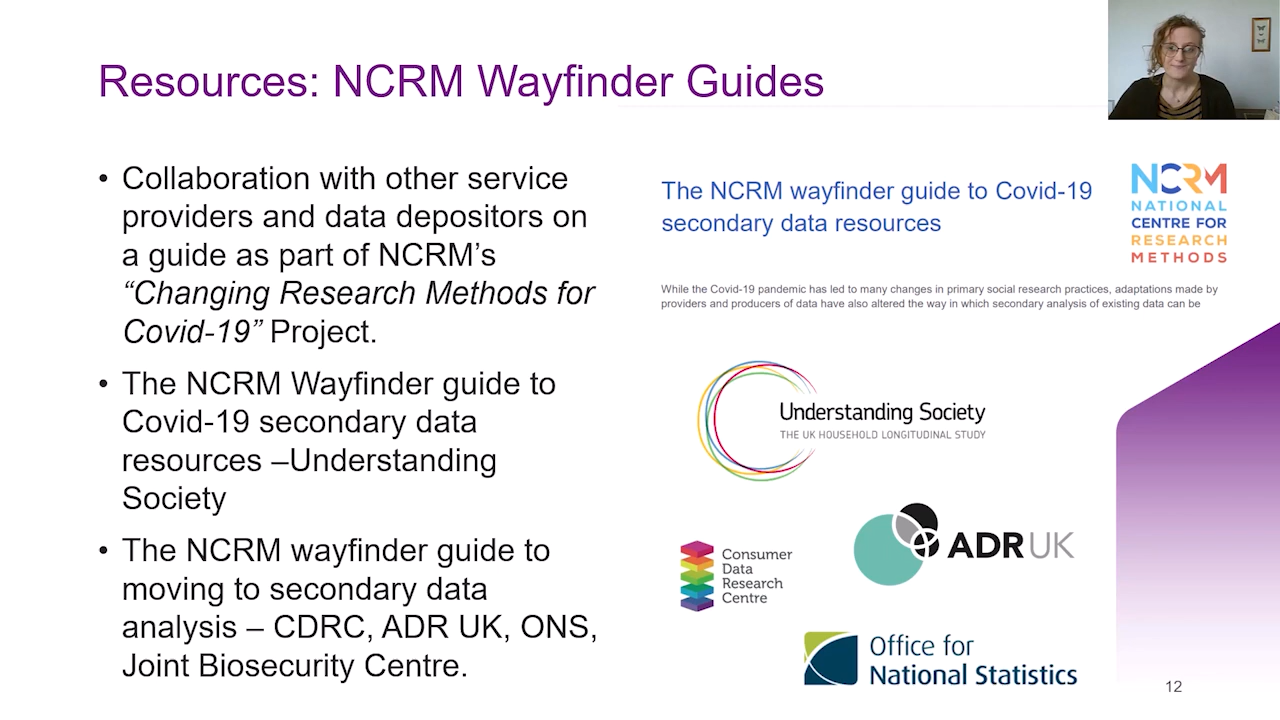 Resources: NCRM Wayfinder Guides
• Collaboration with other service
providers and data depositors on
a guide as part of NCRM’s
“Changing Research Methods for
Covid-19” Project.
• The NCRM Wayfinder guide to
Covid-19 secondary data
resources –Understanding
Society
• The NCRM wayfinder guide to
moving to secondary data
analysis – CDRC, ADR UK, ONS,
Joint Biosecurity Centre.
The NCRM wayfinder guide to Covid-19
secondary data resources
NCRM
NATIONAL
CENTRE FOR
RESEARCH
METHODS
While the Covid-19 pandemic has led to many changes in primary social research practices, adaptations made by
providers and producers of data have also altered the way in which secondary analysis of existing data can be
Understanding Society
THE UK HOUSEHOLD LONGITUDINAL STUDY
ADR UK
Consumer
Data
Research
Centre
Office for
National Statistics
12